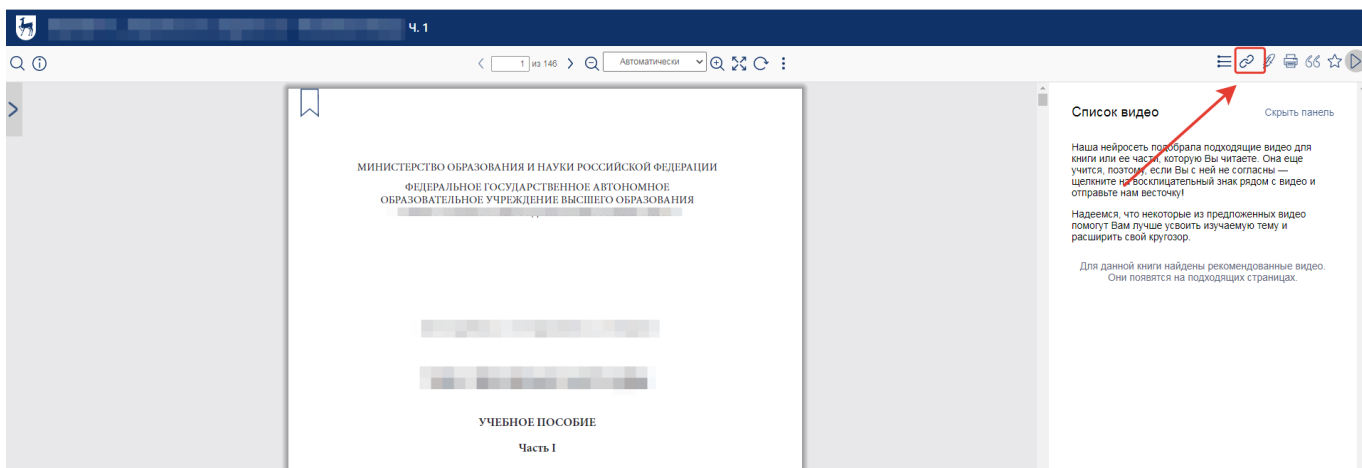 Ч. 1
1 из 146
Автоматически
Список видео
Скрыть панель
Наша нейросеть подобрала подходящие видео для
книги или ее части, которую Вы читаете. Она еще
учится, поэтому, если Вы с ней не согласны —
щелкните на восклицательный знак рядом с видео и
отправьте нам весточку!
Надеемся, что некоторые из предложенных видео
помогут Вам лучше усвоить изучаемую тему и
расширить свой кругозор.
Для данной книги найдены рекомендованные видео.
Они появятся на подходящих страницах.
МИНИСТЕРСТВО ОБРАЗОВАНИЯ И НАУКИ РОССИЙСКОЙ ФЕДЕРАЦИИ
ФЕДЕРАЛЬНОЕ ГОСУДАРСТВЕННОЕ АВТОНОМНОЕ
ОБРАЗОВАТЕЛЬНОЕ УЧРЕЖДЕНИЕ ВЫСШЕГО ОБРАЗОВАНИЯ
УЧЕБНОЕ ПОСОБИЕ
Часть I